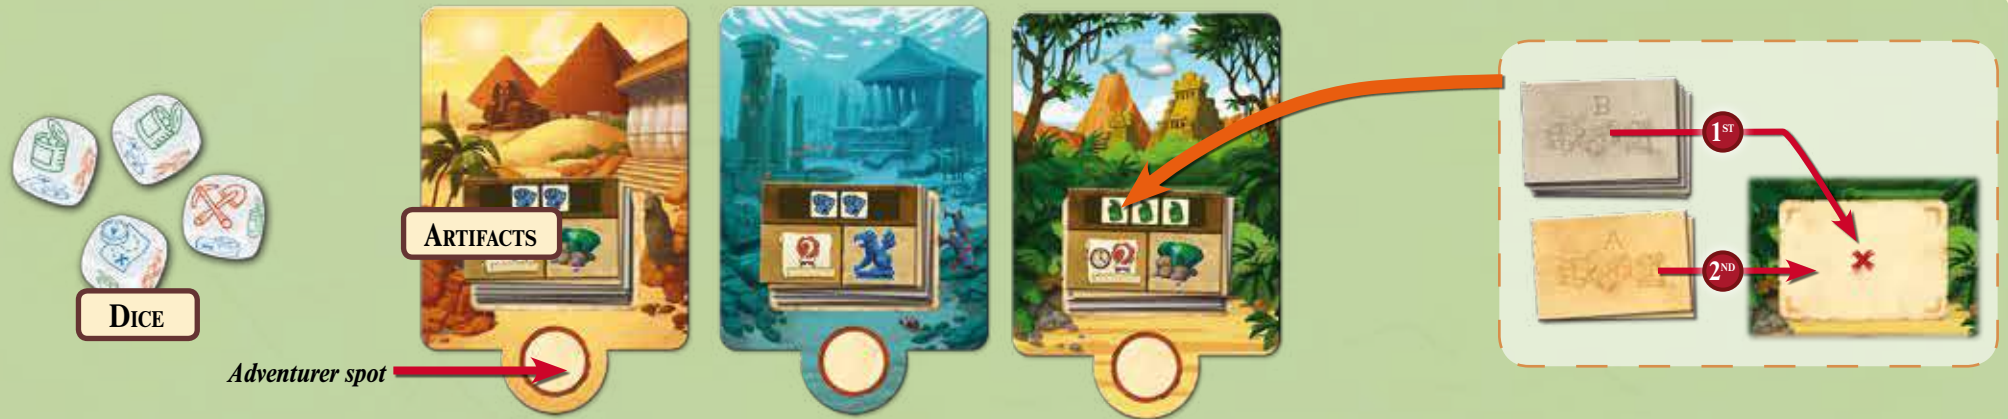 DICE
ARTIFACTS
Adventurer spot
B
1ST
A
2ND